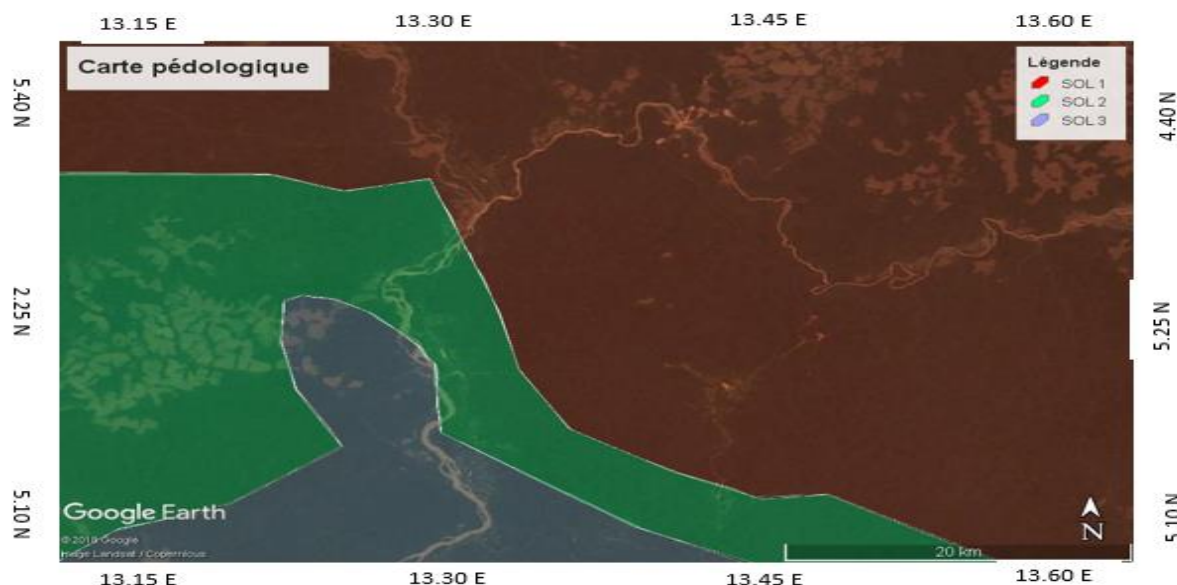 13.15 E 13.30 E 13.45 E 13.60 E
Carte pédologique
Légende
SOL 1
SOL 2
SOL 3
5.40 N
4.40 N
2.25 N
5.25 N
5.10 N
5.10 N
Google Earth
© 2018 Google
Image Landsat / Copernicus
N
20 km
13.15 E 13.30 E 13.45 E 13.60 E